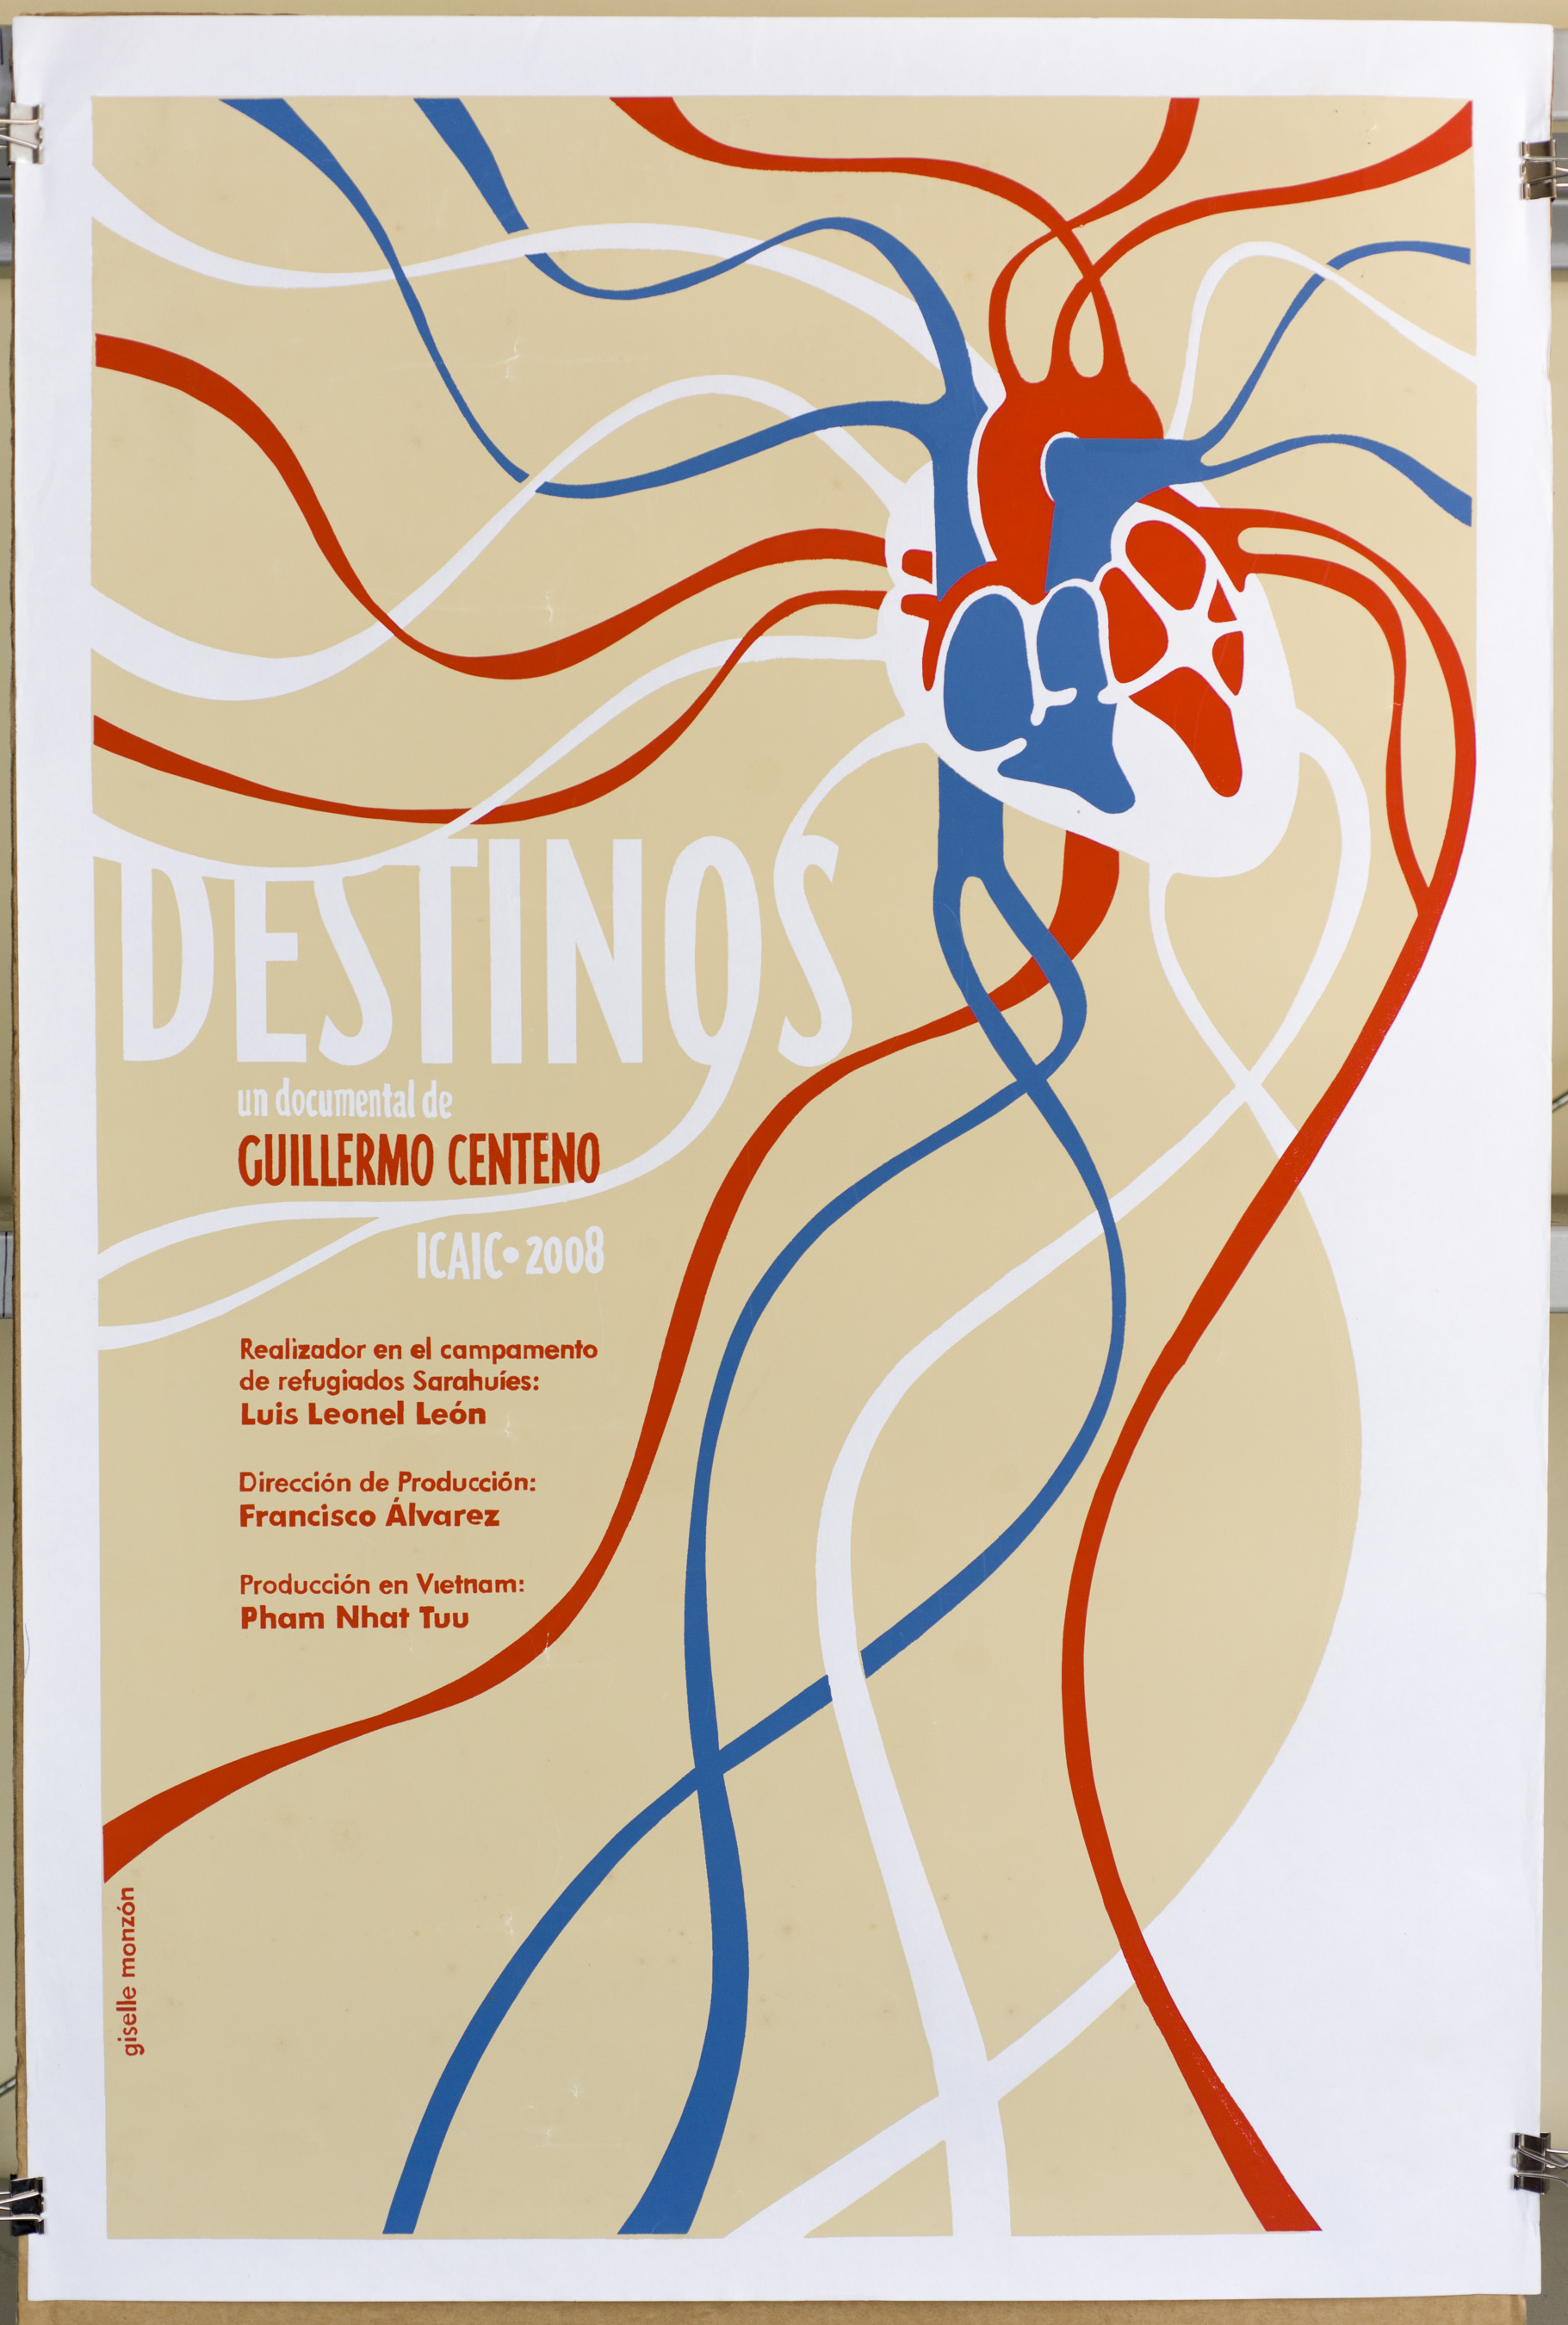 DESTINOS
un documental de
GUILLERMO CENTENO
ICAIC • 2008
Realizador en el campamento
de refugiados Sarahuíes:
Luis Leonel León
Dirección de Producción:
Francisco Álvarez
Producción en Vietnam:
Pham Nhat Tuu
giselle monzón